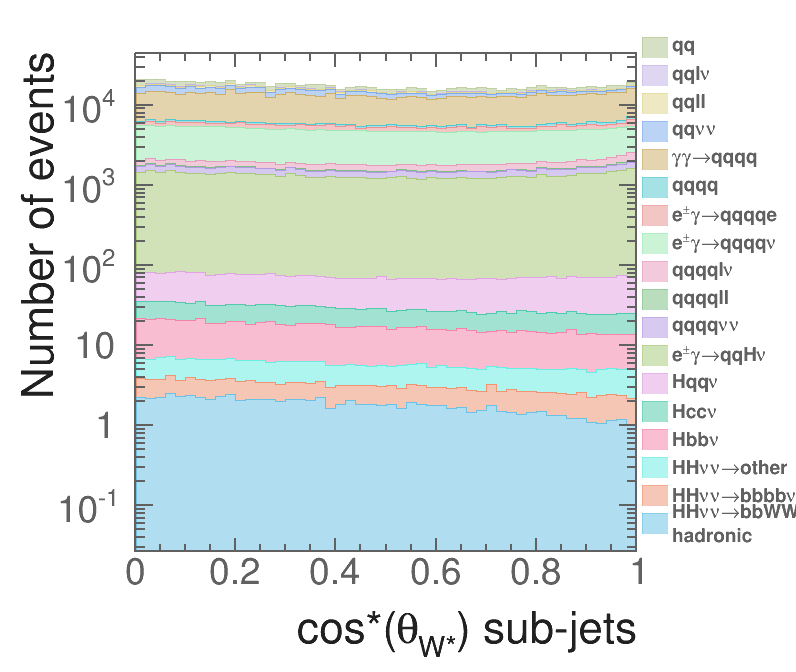 Number of events
10⁴
10³
10²
10
1
10⁻¹
0 0.2 0.4 0.6 0.8 1
cos*(θ_W*) sub-jets
qq
qqlν
qqll
qqνν
γγ→qqqq
qqqq
e±γ→qqqqe
e±γ→qqqqν
qqqqlν
qqqqll
qqqqνν
e±γ→qqHν
Hqqν
Hccν
Hbbν
HHνν→other
HHνν→bbbbν
HHνν→bbWW
hadronic